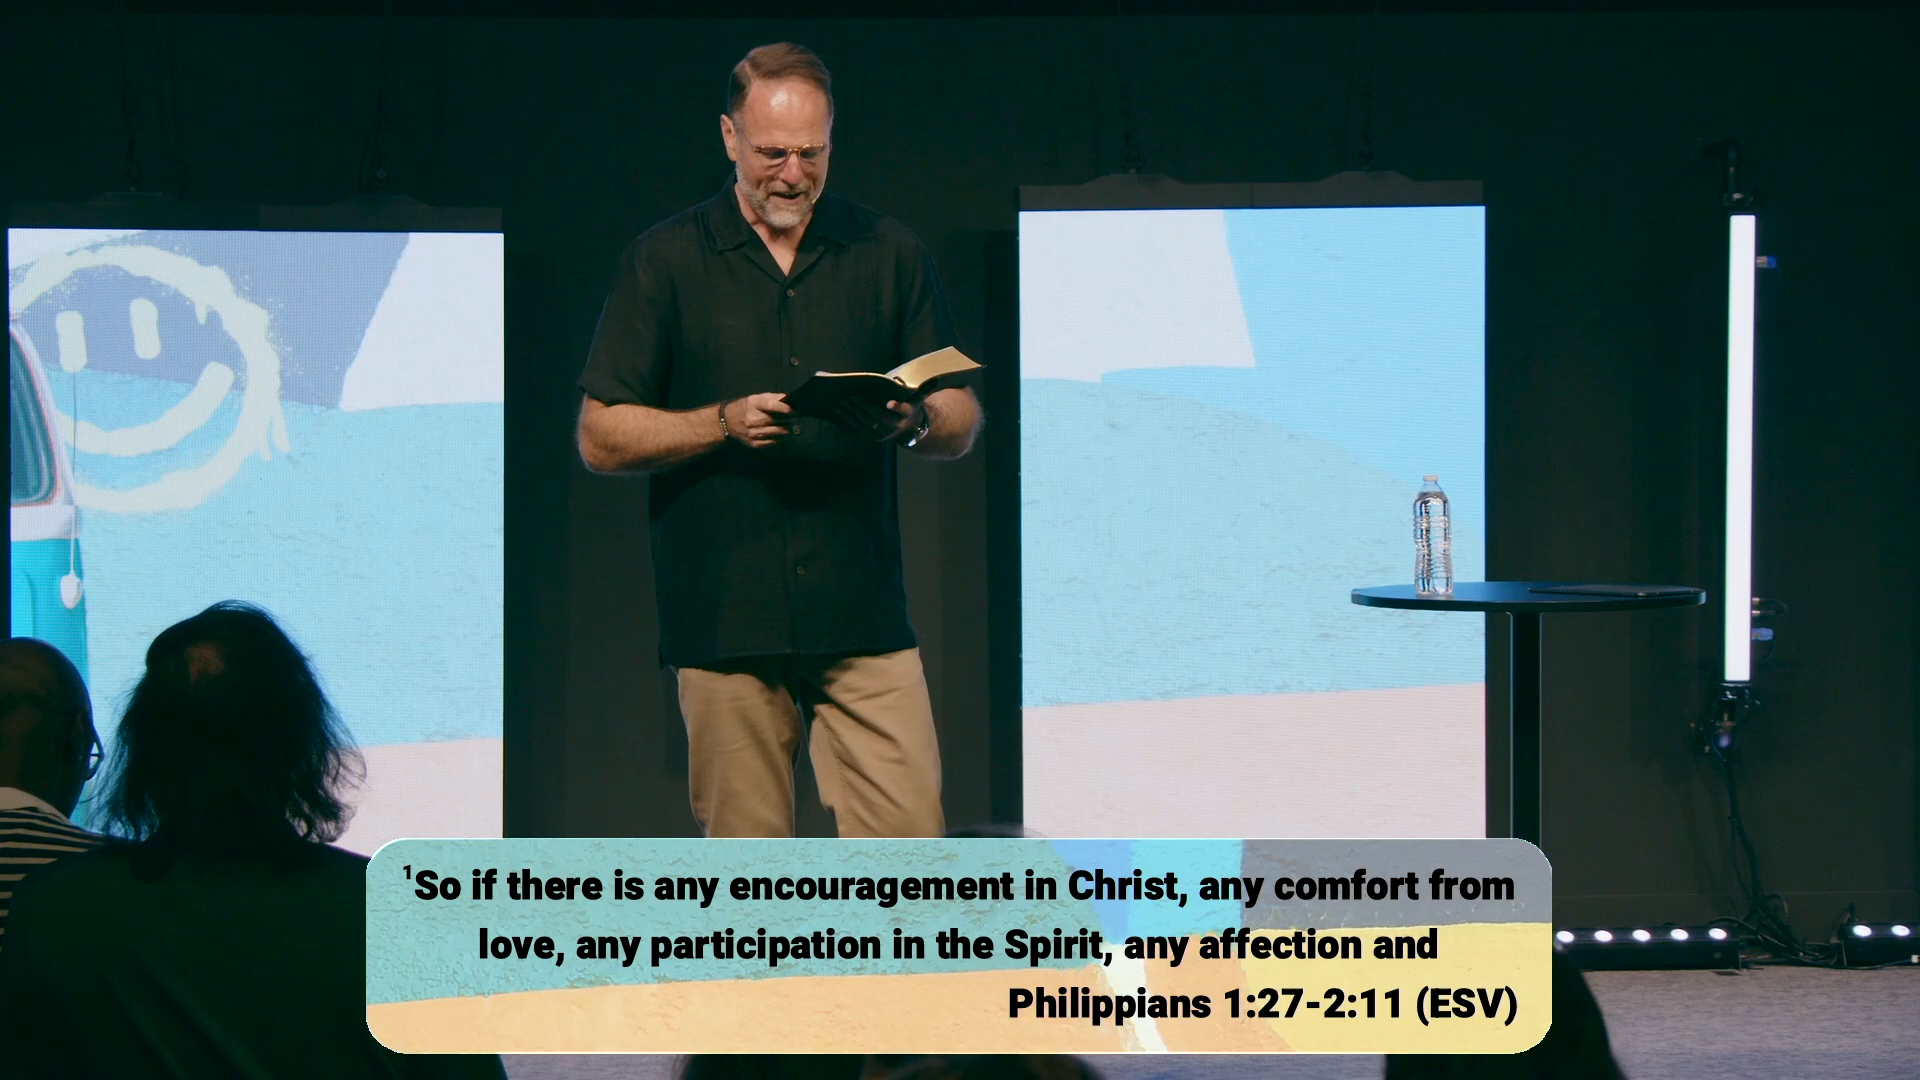 ¹So if there is any encouragement in Christ, any comfort from
love, any participation in the Spirit, any affection and
Philippians 1:27-2:11 (ESV)